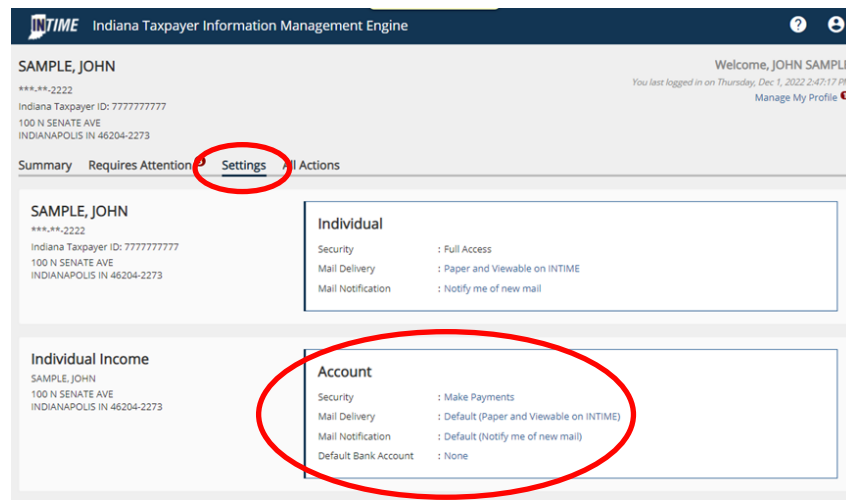 INTIME Indiana Taxpayer Information Management Engine
SAMPLE, JOHN
***-**-2222
Indiana Taxpayer ID: 7777777777
100 N SENATE AVE
INDIANAPOLIS IN 46204-2273
Welcome, JOHN SAMPL
You last logged in on Thursday, Dec 1, 2022 2:47:17 PM
Manage My Profile
Summary Requires Attention Settings All Actions
SAMPLE, JOHN
***-**-2222
Indiana Taxpayer ID: 7777777777
100 N SENATE AVE
INDIANAPOLIS IN 46204-2273
Individual
Security : Full Access
Mail Delivery : Paper and Viewable on INTIME
Mail Notification : Notify me of new mail
Individual Income
SAMPLE, JOHN
100 N SENATE AVE
INDIANAPOLIS IN 46204-2273
Account
Security : Make Payments
Mail Delivery : Default (Paper and Viewable on INTIME)
Mail Notification : Default (Notify me of new mail)
Default Bank Account : None